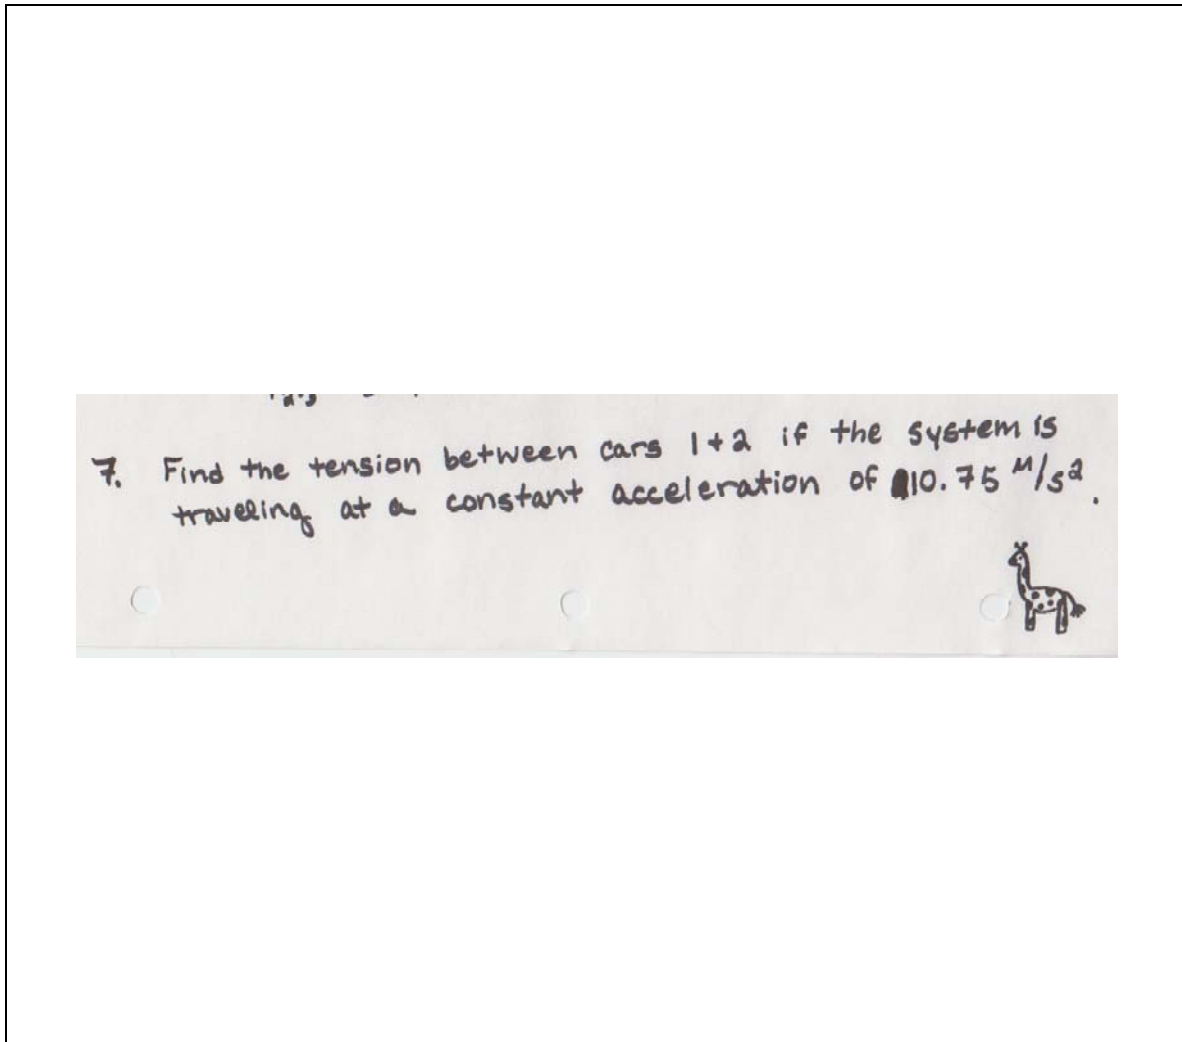 7. Find the tension between cars 1+2 if the system is
traveling at a constant acceleration of 10.75 M/s².